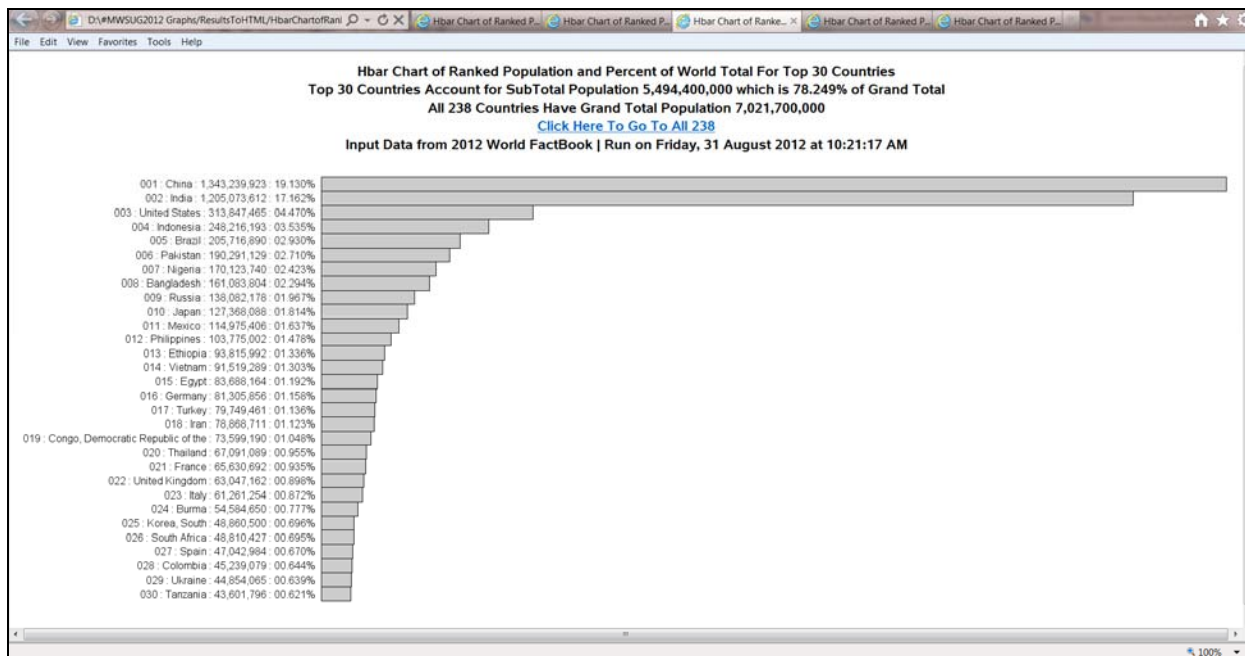 D:\#MWSUG2012 Graphs/ResultsToHTML/HbarChartofRanl
Hbar Chart of Ranked P...
Hbar Chart of Ranked P...
Hbar Chart of Ranke...
Hbar Chart of Ranked P...
Hbar Chart of Ranked P...
File Edit View Favorites Tools Help
Hbar Chart of Ranked Population and Percent of World Total For Top 30 Countries
Top 30 Countries Account for SubTotal Population 5,494,400,000 which is 78.249% of Grand Total
All 238 Countries Have Grand Total Population 7,021,700,000
Click Here To Go To All 238
Input Data from 2012 World FactBook | Run on Friday, 31 August 2012 at 10:21:17 AM
001 : China : 1,343,239,923 : 19.130%
002 : India : 1,205,073,612 : 17.162%
003 : United States : 313,847,465 : 04.470%
004 : Indonesia : 248,216,193 : 03.535%
005 : Brazil : 205,716,890 : 02.930%
006 : Pakistan : 190,291,129 : 02.710%
007 : Nigeria : 170,123,740 : 02.423%
008 : Bangladesh : 161,083,804 : 02.294%
009 : Russia : 138,082,178 : 01.967%
010 : Japan : 127,368,088 : 01.814%
011 : Mexico : 114,975,406 : 01.637%
012 : Philippines : 103,775,002 : 01.478%
013 : Ethiopia : 93,815,992 : 01.336%
014 : Vietnam : 91,519,289 : 01.303%
015 : Egypt : 83,688,164 : 01.192%
016 : Germany : 81,305,856 : 01.158%
017 : Turkey : 79,749,461 : 01.136%
018 : Iran : 78,868,711 : 01.123%
019 : Congo, Democratic Republic of the : 73,599,190 : 01.048%
020 : Thailand : 67,091,089 : 00.955%
021 : France : 65,630,692 : 00.935%
022 : United Kingdom : 63,047,162 : 00.898%
023 : Italy : 61,261,254 : 00.872%
024 : Burma : 54,584,650 : 00.777%
025 : Korea, South : 48,860,500 : 00.696%
026 : South Africa : 48,810,427 : 00.695%
027 : Spain : 47,042,984 : 00.670%
028 : Colombia : 45,239,079 : 00.644%
029 : Ukraine : 44,854,065 : 00.639%
030 : Tanzania : 43,601,796 : 00.621%
100%